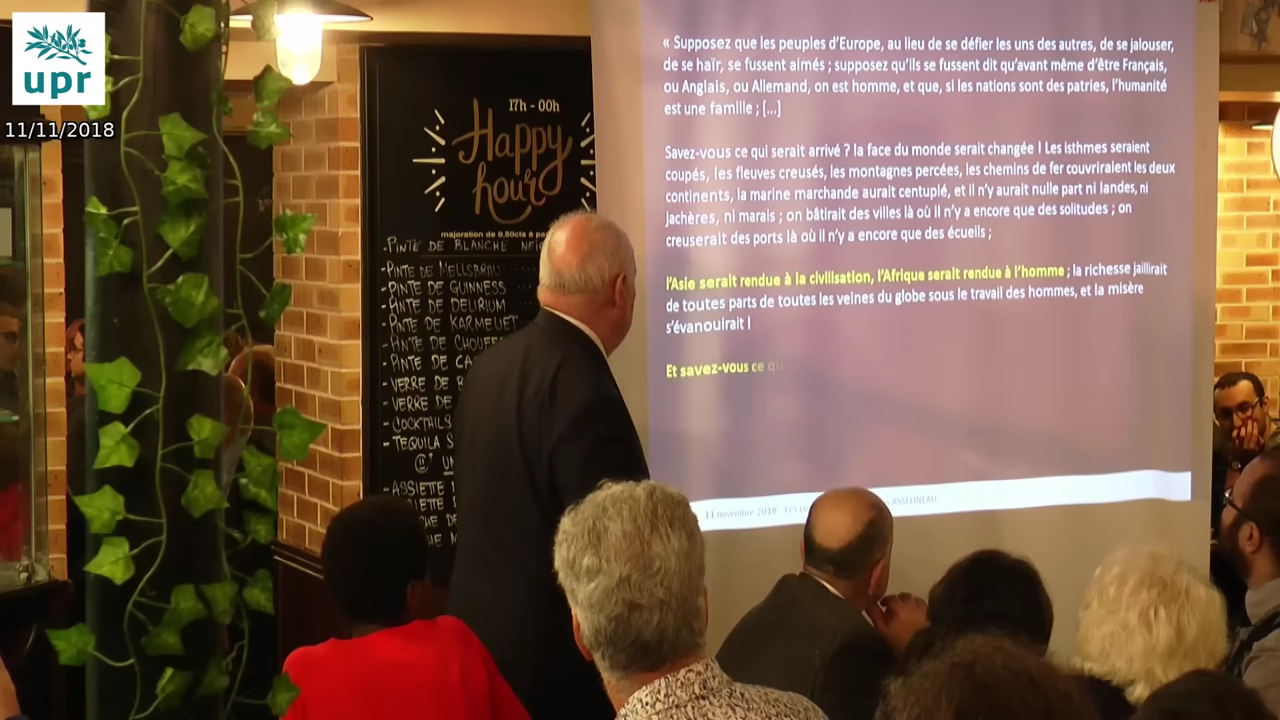 upr
11/11/2018
17h - 00h
Happy
hour
majoration de 0,50cts à
-PINTE DE BLANCHE
-PINTE DE MELLSBRAU
-PINTE DE GUINNESS
-PINTE DE DELIRIUM
-PINTE DE KARMELIET
-PINTE DE CHOUFF
-PINTE DE
-VERRE DE
-VERRE DE
-COCKTAILS
-TEQUILA
-ASSIETTE
« Supposez que les peuples d'Europe, au lieu de se défier les uns des autres, de se jalouser,
de se haïr, se fussent aimés ; supposez qu'ils se fussent dit qu'avant même d'être Français,
ou Anglais, ou Allemand, on est homme, et que, si les nations sont des patries, l'humanité
est une famille ; [...]
Savez-vous ce qui serait arrivé ? la face du monde serait changée ! Les isthmes seraient
coupés, les fleuves creusés, les montagnes percées, les chemins de fer couvriraient les deux
continents, la marine marchande aurait centuplé, et il n'y aurait nulle part ni landes, ni
jachères, ni marais ; on bâtirait des villes là où il n'y a encore que des solitudes ; on
creuserait des ports là où il n'y a encore que des écueils ;
l'Asie serait rendue à la civilisation, l'Afrique serait rendue à l'homme ; la richesse jaillirait
de toutes parts de toutes les veines du globe sous le travail des hommes, et la misère
s'évanouirait !
Et savez-vous ce qu
11 novembre 2018 Les ASSELINEAU